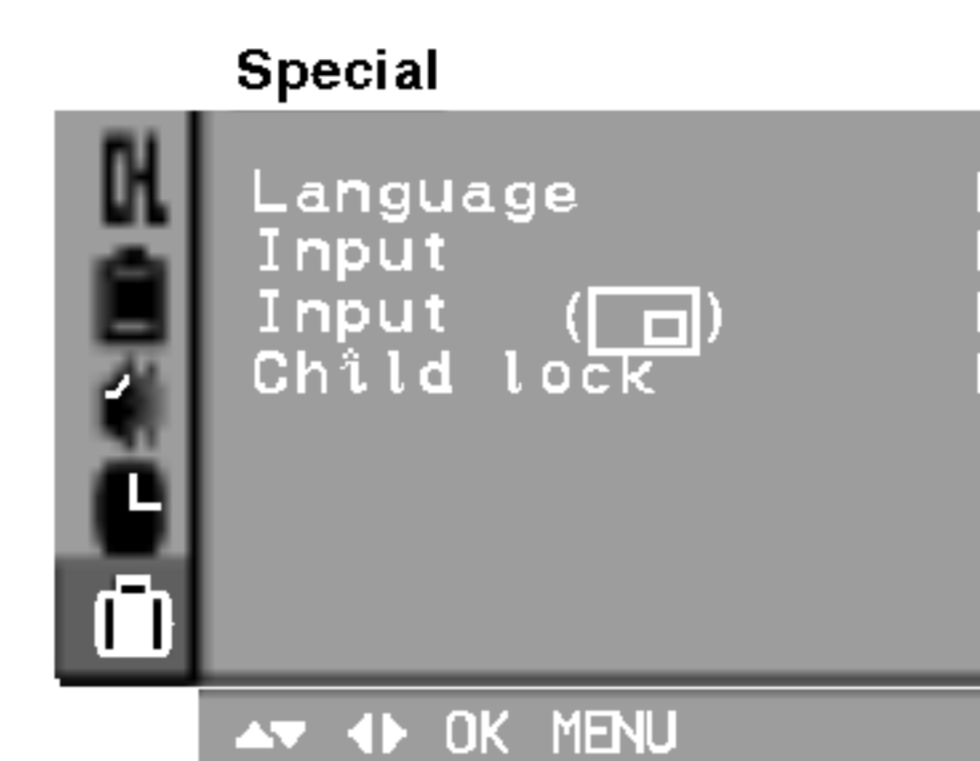 Special
Language
Input
Input ( )
Child lock
OK MENU